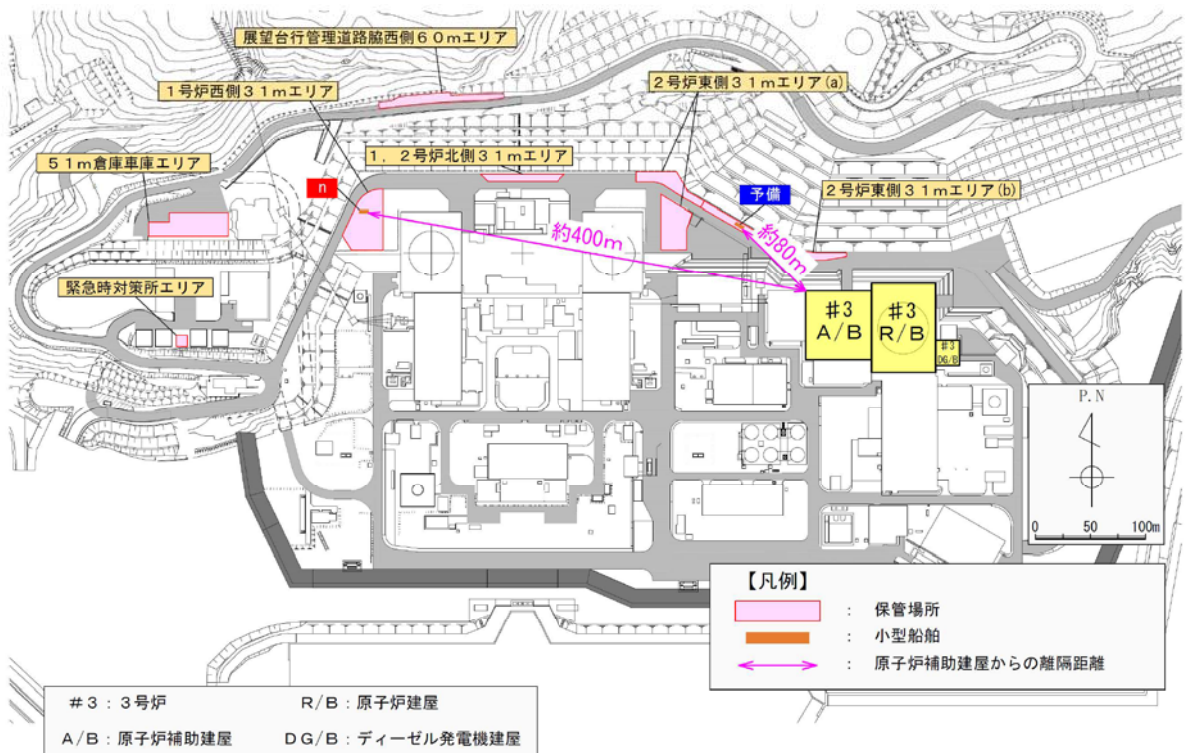 展望台行管理道路脇西側60mエリア
1号炉西側31mエリア
2号炉東側31mエリア(a)
51m倉庫車庫エリア
1,2号炉北側31mエリア
n
予備
2号炉東側31mエリア(b)
約400m
約80m
緊急時対策所エリア
#3
A/B
#3
R/B
#3
DG/B
P.N
0 50 100m
【凡例】
: 保管場所
: 小型船舶
: 原子炉補助建屋からの離隔距離
#3:3号炉 R/B:原子炉建屋
A/B:原子炉補助建屋 DG/B:ディーゼル発電機建屋